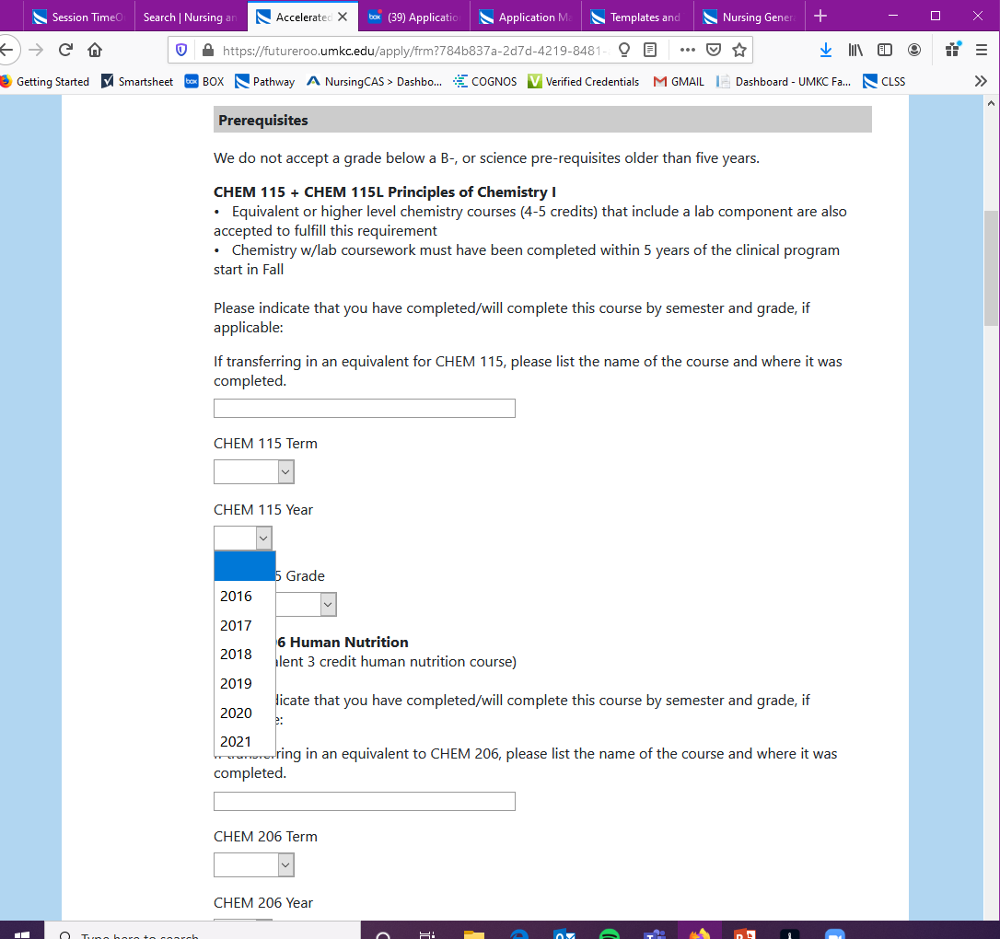 Session TimeO
Search | Nursing an
Accelerated
box (39) Applicatio
Application Ma
Templates and
Nursing Gener
https://futureroo.umkc.edu/apply/frm?784b837a-2d7d-4219-8481-
Getting Started
Smartsheet
box BOX
Pathway
NursingCAS > Dashbo...
COGNOS
Verified Credentials
GMAIL
Dashboard - UMKC Fa...
CLSS
Prerequisites
We do not accept a grade below a B-, or science pre-requisites older than five years.
CHEM 115 + CHEM 115L Principles of Chemistry I
• Equivalent or higher level chemistry courses (4-5 credits) that include a lab component are also
accepted to fulfill this requirement
• Chemistry w/lab coursework must have been completed within 5 years of the clinical program
start in Fall
Please indicate that you have completed/will complete this course by semester and grade, if
applicable:
If transferring in an equivalent for CHEM 115, please list the name of the course and where it was
completed.
CHEM 115 Term
CHEM 115 Year
5 Grade
2016
2017
6 Human Nutrition
2018
lent 3 credit human nutrition course)
2019
dicate that you have completed/will complete this course by semester and grade, if
2020
e:
2021
If transferring in an equivalent to CHEM 206, please list the name of the course and where it was
completed.
CHEM 206 Term
CHEM 206 Year
Type here to search